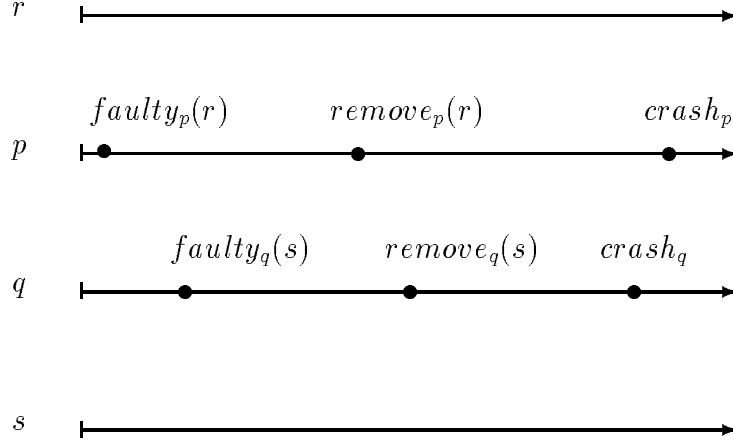 r
faulty_p(r) remove_p(r) crash_p
p
faulty_q(s) remove_q(s) crash_q
q
s